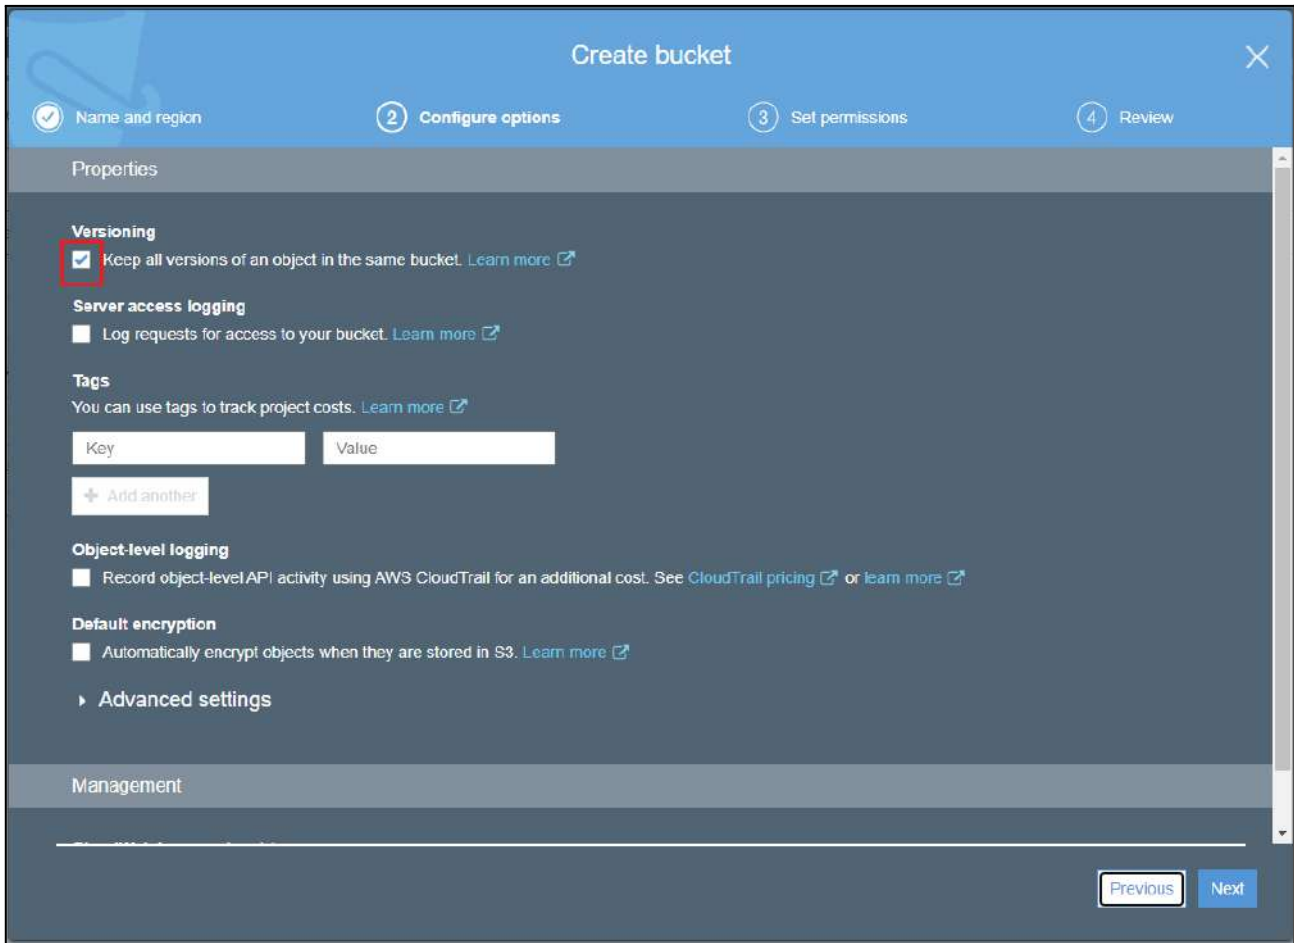 Create bucket
Name and region
2 Configure options
3 Set permissions
4 Review
Properties
Versioning
Keep all versions of an object in the same bucket. Learn more
Server access logging
Log requests for access to your bucket. Learn more
Tags
You can use tags to track project costs. Learn more
Key Value
+ Add another
Object-level logging
Record object-level API activity using AWS CloudTrail for an additional cost. See CloudTrail pricing or learn more
Default encryption
Automatically encrypt objects when they are stored in S3. Learn more
Advanced settings
Management
Previous Next